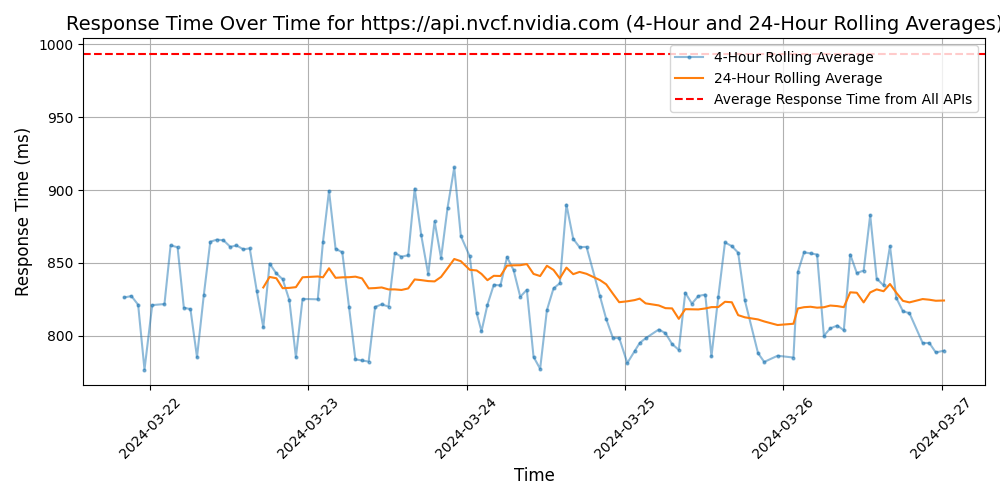 Response Time Over Time for https://api.nvcf.nvidia.com (4-Hour and 24-Hour Rolling Averages)
1000
950
900
850
800
Response Time (ms)
4-Hour Rolling Average
24-Hour Rolling Average
Average Response Time from All APIs
2024-03-22
2024-03-23
2024-03-24
2024-03-25
2024-03-26
2024-03-27
Time